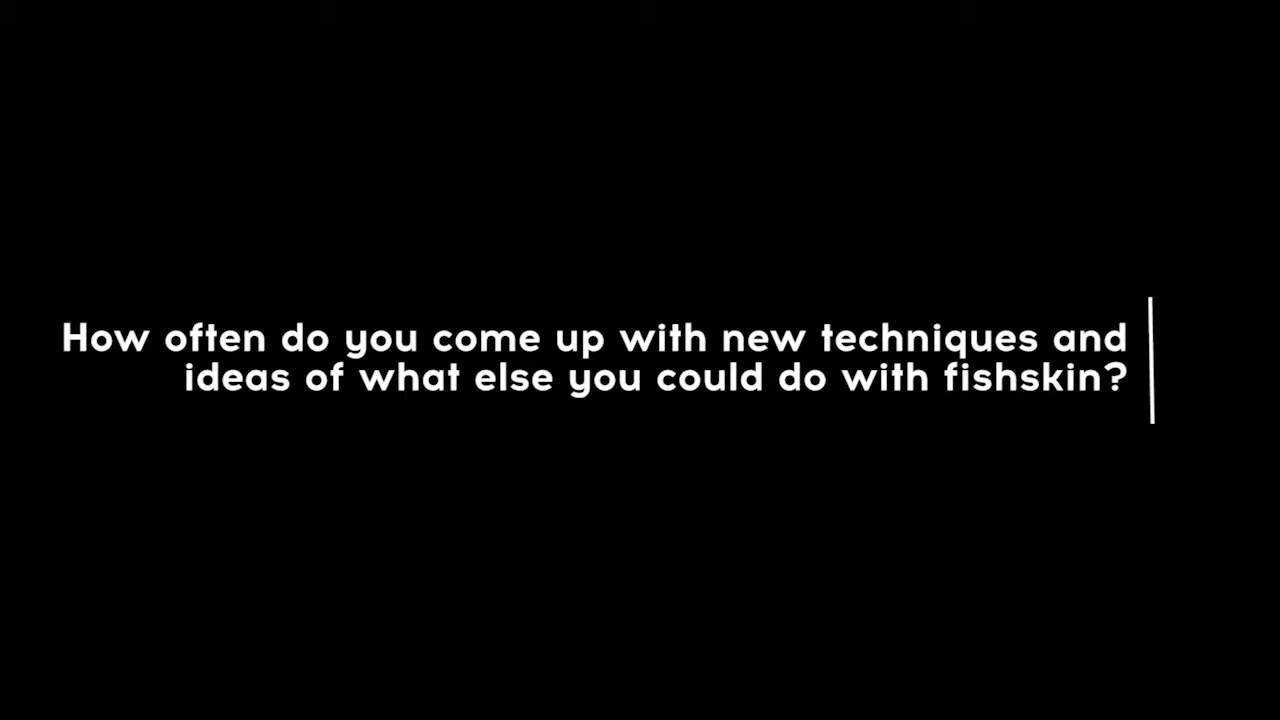 How often do you come up with new techniques and
ideas of what else you could do with fishskin?